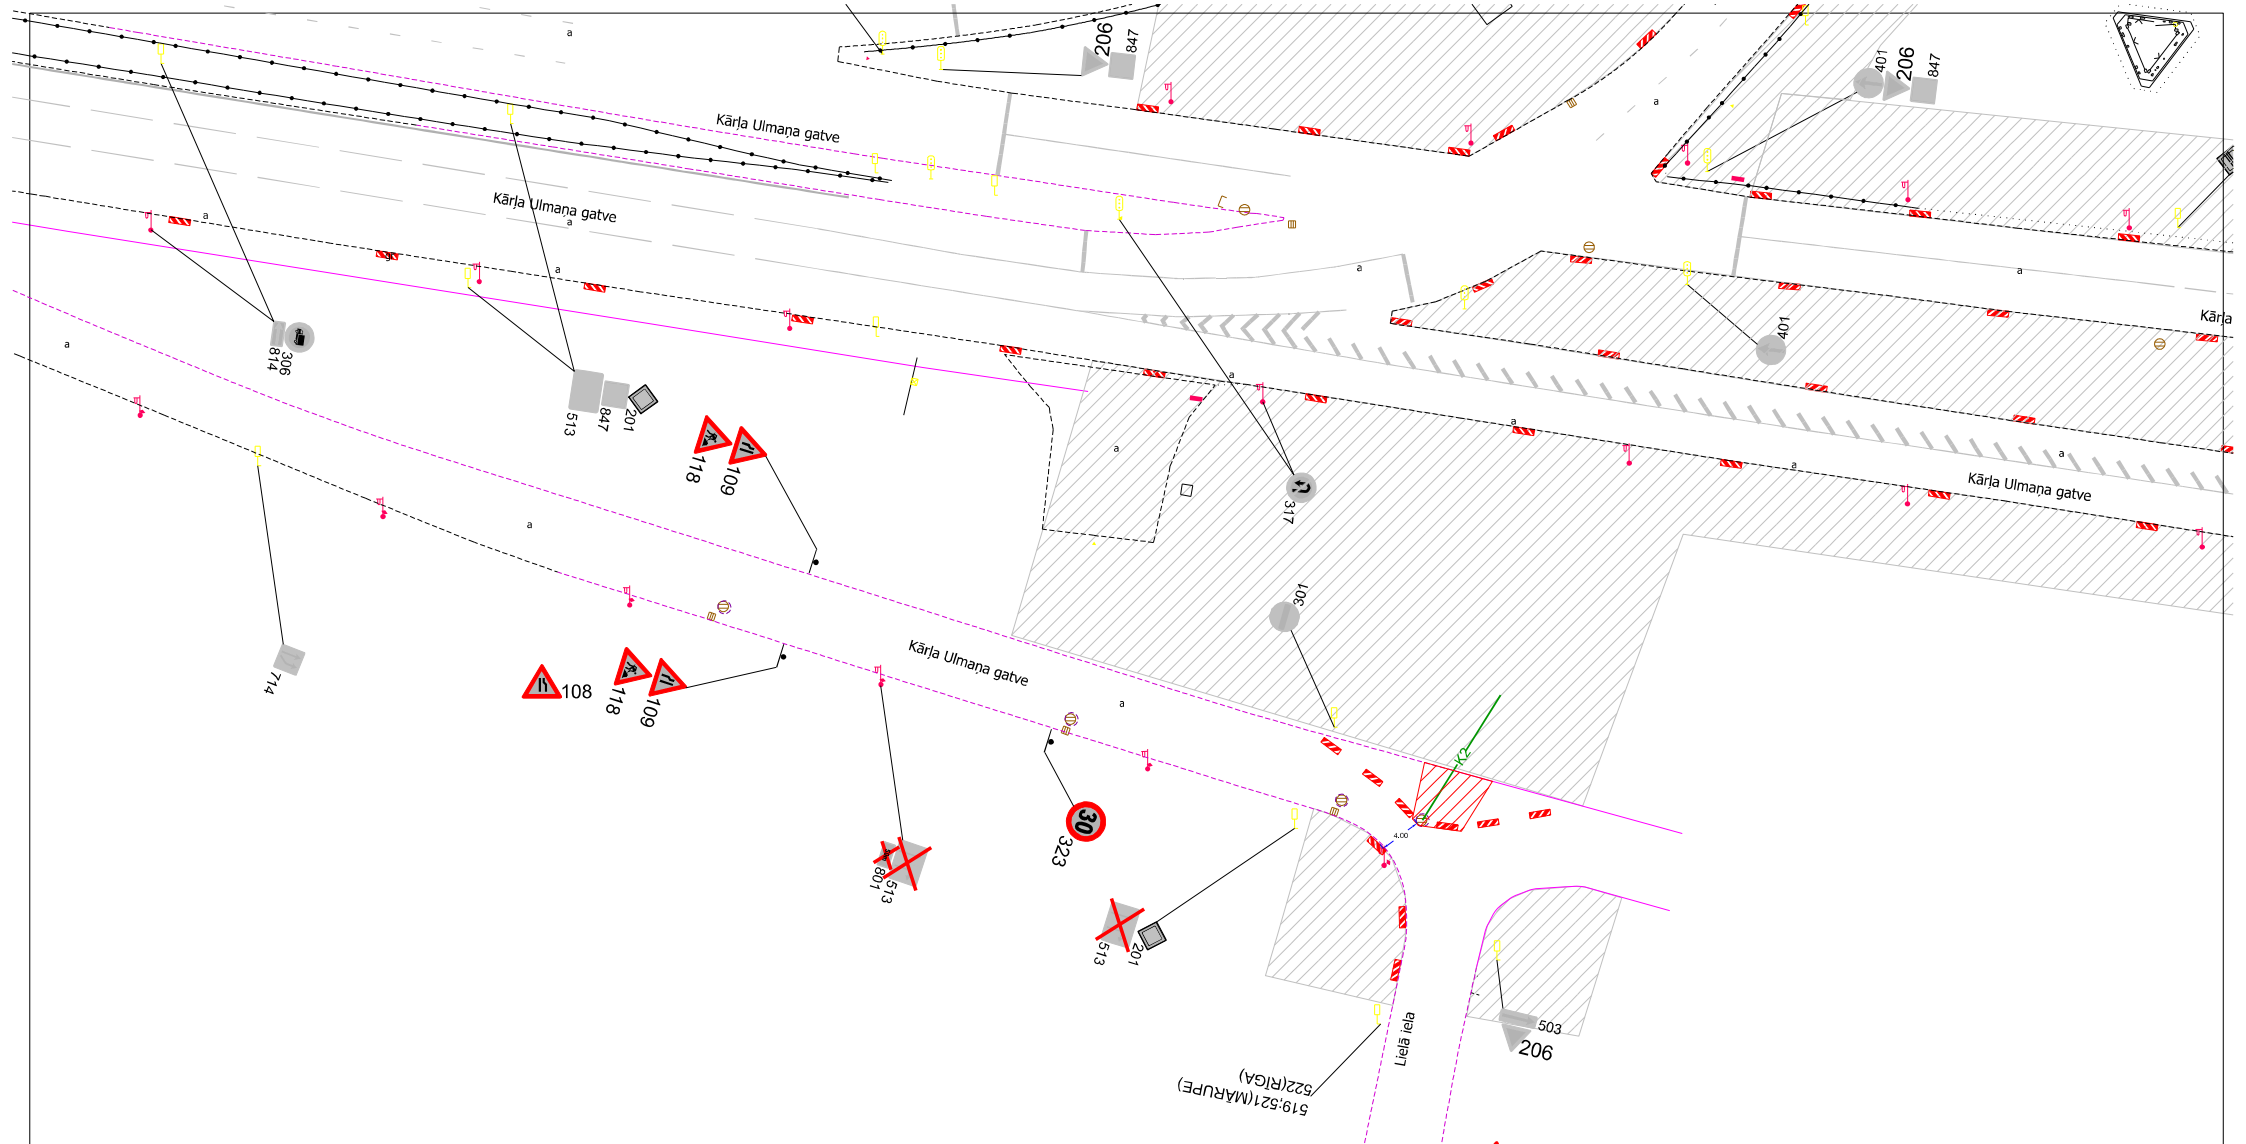 a
206
847
401
206
847
a
Kārļa Ulmaņa gatve
Kārļa Ulmaņa gatve
a
a
a
a
a
a
Kārļa
a
306
814
401
a
a
a
a
a
a
Kārļa Ulmaņa gatve
513
847
201
118
109
317
a
301
714
108
118
109
Kārļa Ulmaņa gatve
a
K2
30
323
4.00
801
513
513
201
Lielā iela
503
206
519;521(MĀRUPE)
522(RĪGA)